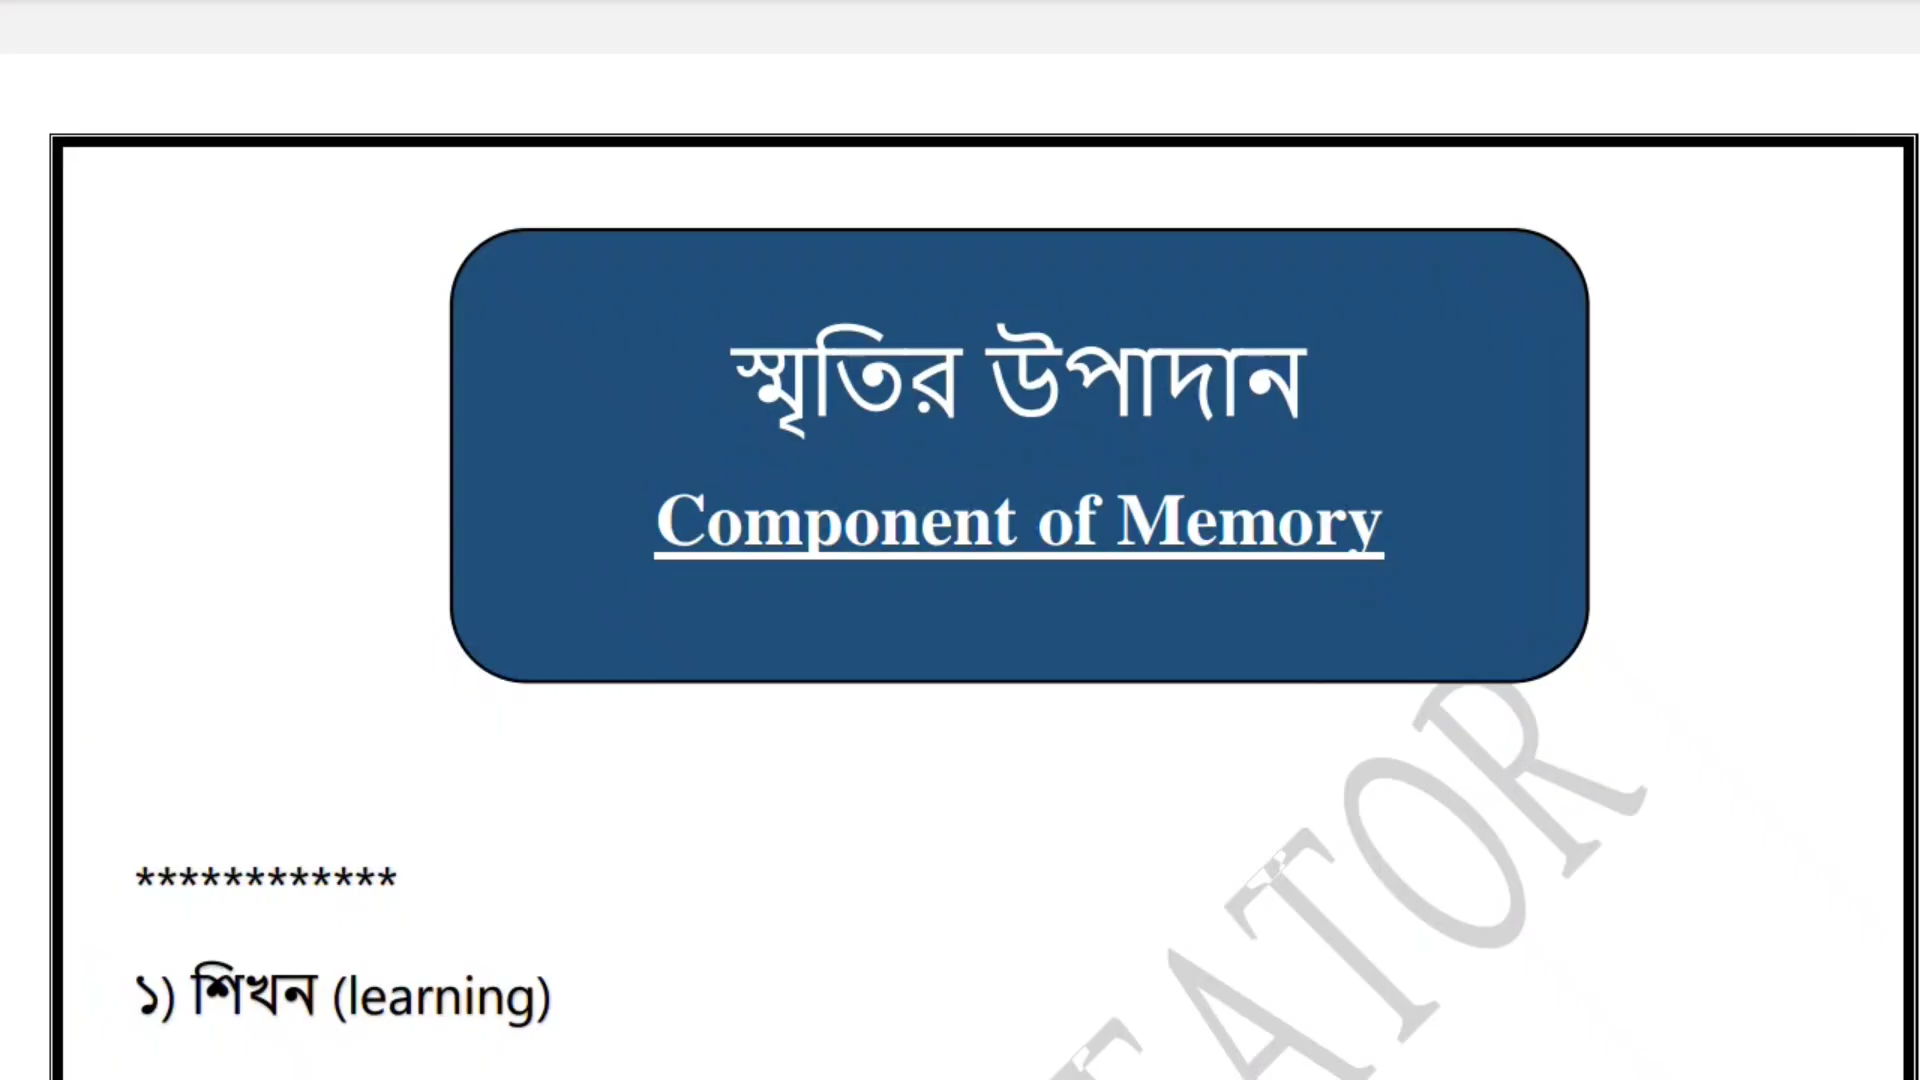 স্মৃতির উপাদান
Component of Memory
************
১) শিখন (learning)